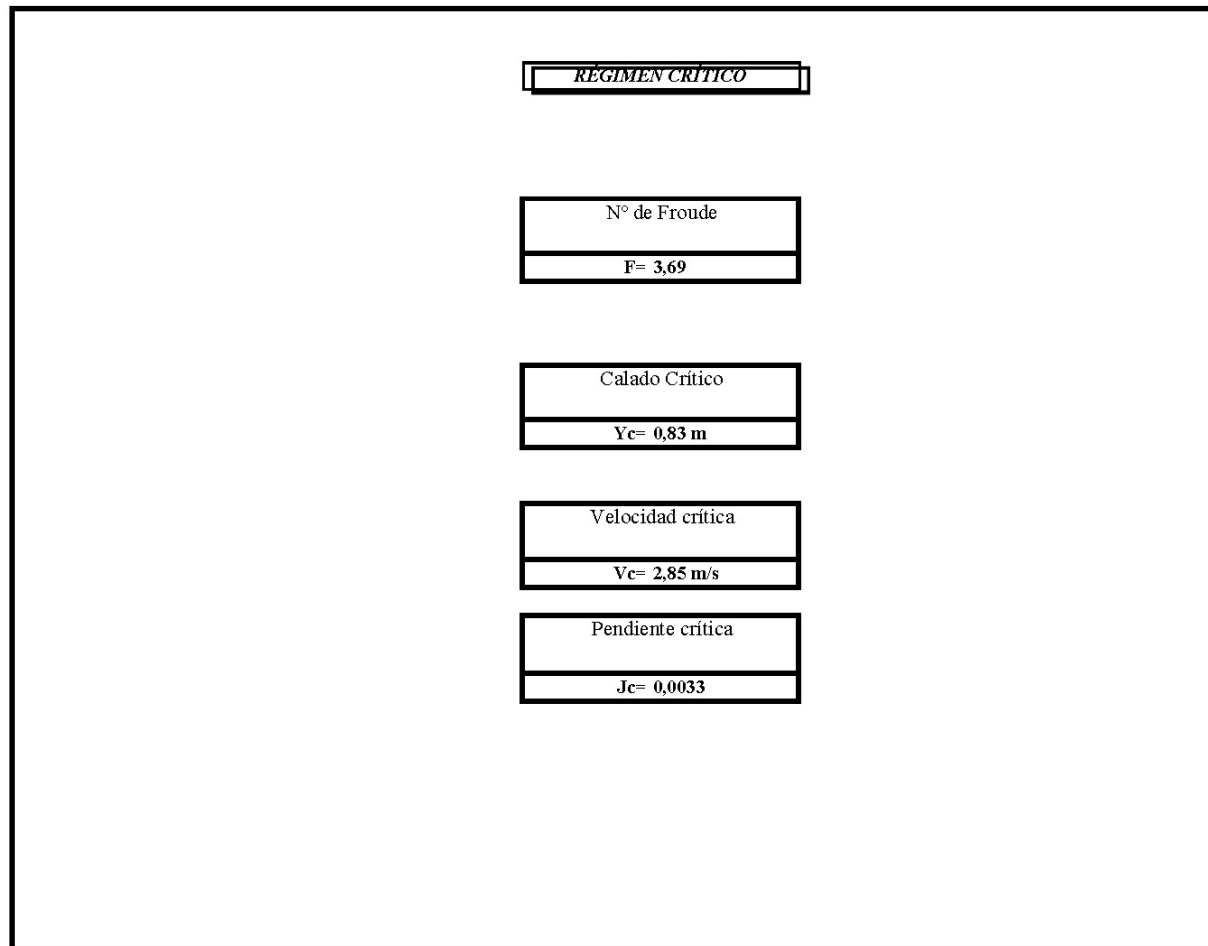 RÉGIMEN CRÍTICO
Nº de Froude
F= 3,69
Calado Crítico
Yc= 0,83 m
Velocidad crítica
Vc= 2,85 m/s
Pendiente crítica
Jc= 0,0033